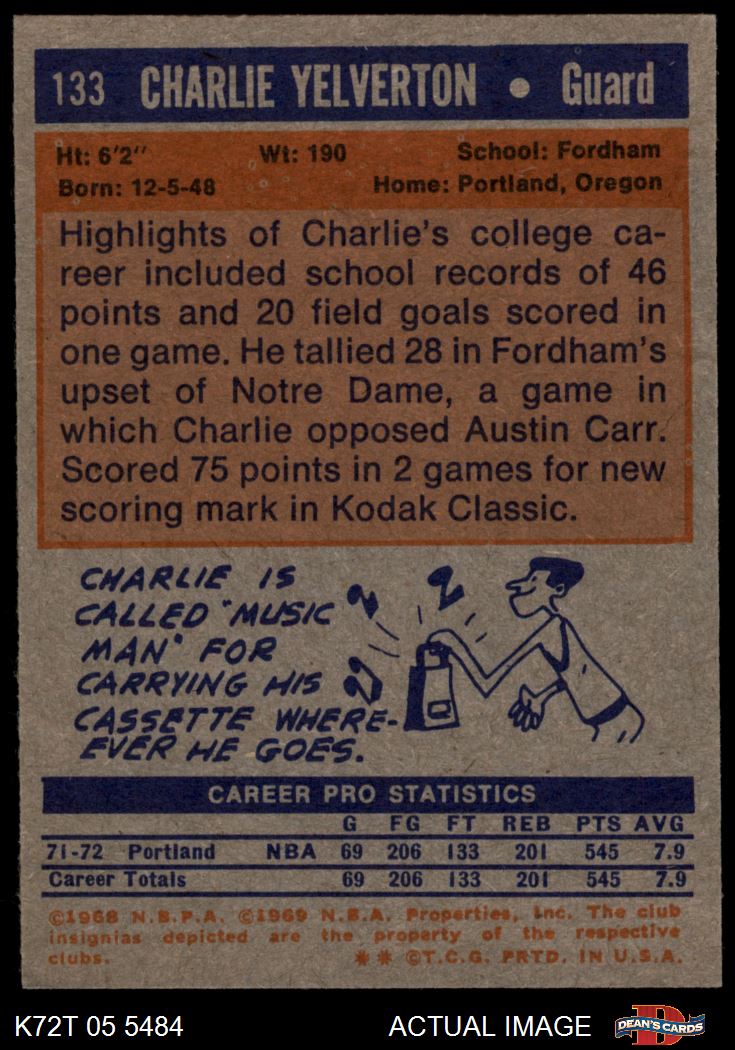 133 CHARLIE YELVERTON • Guard
Ht: 6'2" Wt: 190 School: Fordham
Born: 12-5-48 Home: Portland, Oregon
Highlights of Charlie's college ca-
reer included school records of 46
points and 20 field goals scored in
one game. He tallied 28 in Fordham's
upset of Notre Dame, a game in
which Charlie opposed Austin Carr.
Scored 75 points in 2 games for new
scoring mark in Kodak Classic.
CHARLIE IS
CALLED "MUSIC
MAN" FOR
CARRYING HIS
CASSETTE WHERE-
EVER HE GOES.
CAREER PRO STATISTICS
G FG FT REB PTS AVG
71-72 Portland NBA 69 206 133 201 545 7.9
Career Totals 69 206 133 201 545 7.9
©1968 N.B.P.A. ©1969 N.B.A. Properties, Inc. The club
insignias depicted are the property of the respective
clubs. ** ©T.C.G. PRTD. IN U.S.A.
K72T 05 5484 ACTUAL IMAGE DEAN'S CARDS